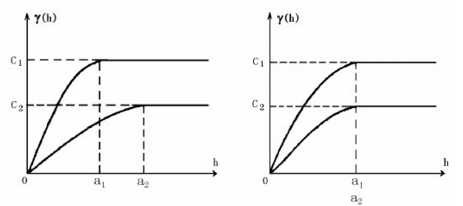 γ(h)
C₁
C₂
0
a₁
a₂
h
γ(h)
C₁
C₂
0
a₁
a₂
h